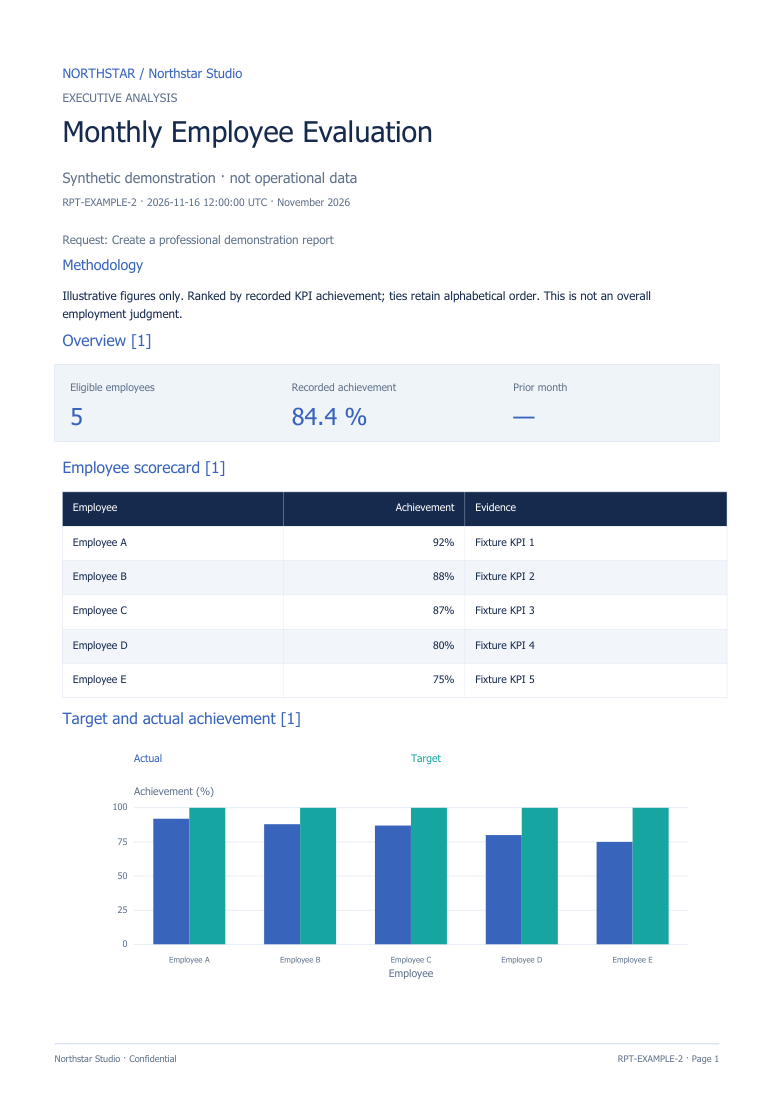 NORTHSTAR / Northstar Studio
EXECUTIVE ANALYSIS
Monthly Employee Evaluation
Synthetic demonstration · not operational data
RPT-EXAMPLE-2 · 2026-11-16 12:00:00 UTC · November 2026
Request: Create a professional demonstration report
Methodology
Illustrative figures only. Ranked by recorded KPI achievement; ties retain alphabetical order. This is not an overall
employment judgment.
Overview [1]
Eligible employees Recorded achievement Prior month
5 84.4 % —
Employee scorecard [1]
Employee Achievement Evidence
Employee A 92% Fixture KPI 1
Employee B 88% Fixture KPI 2
Employee C 87% Fixture KPI 3
Employee D 80% Fixture KPI 4
Employee E 75% Fixture KPI 5
Target and actual achievement [1]
Actual Target
Achievement (%)
100
75
50
25
0
Employee A Employee B Employee C Employee D Employee E
Employee
Northstar Studio · Confidential RPT-EXAMPLE-2 · Page 1